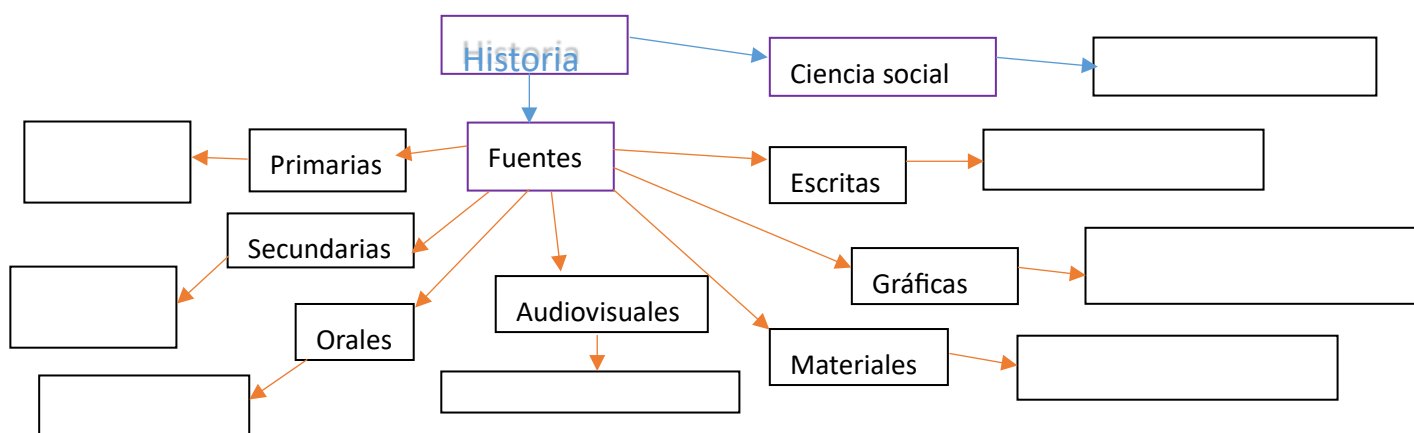 Historia
Ciencia social
Primarias
Fuentes
Escritas
Secundarias
Gráficas
Audiovisuales
Orales
Materiales